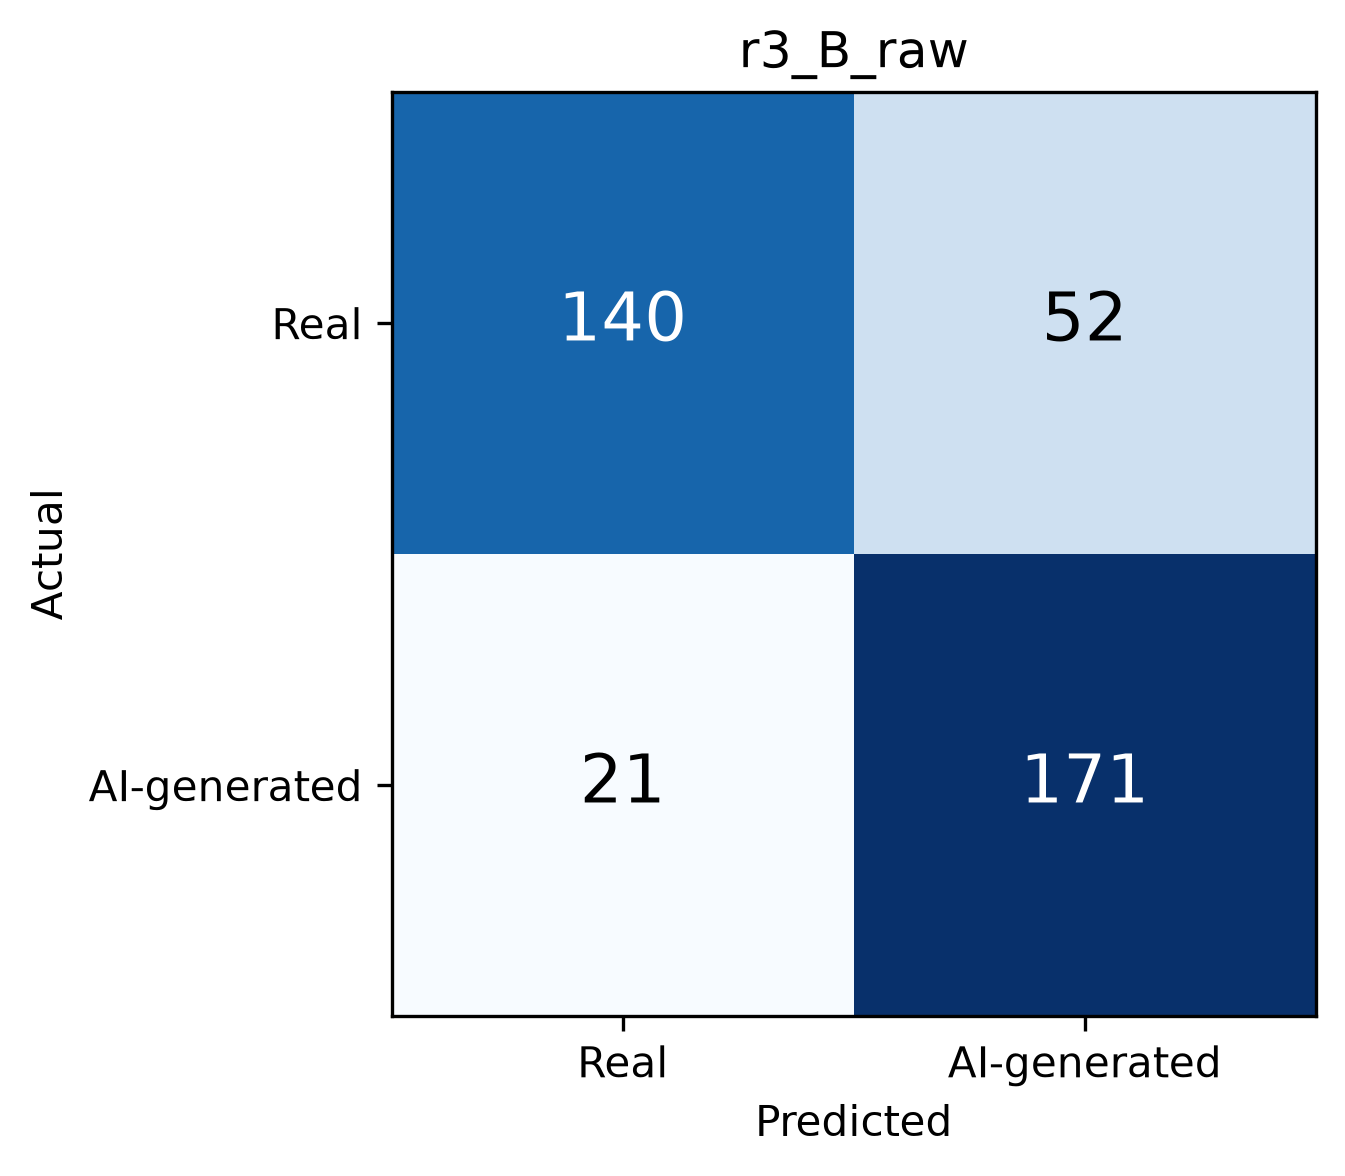 r3_B_raw
Real
140
52
Actual
AI-generated
21
171
Real
AI-generated
Predicted